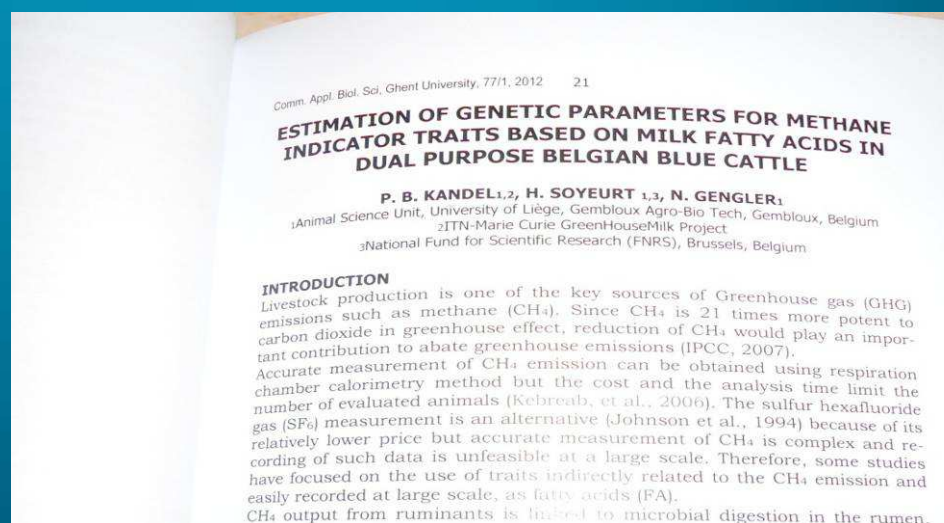 Comm. Appl. Biol. Sci, Ghent University, 77/1, 2012 21
ESTIMATION OF GENETIC PARAMETERS FOR METHANE
INDICATOR TRAITS BASED ON MILK FATTY ACIDS IN
DUAL PURPOSE BELGIAN BLUE CATTLE
P. B. KANDEL1,2, H. SOYEURT 1,3, N. GENGLER1
1Animal Science Unit, University of Liège, Gembloux Agro-Bio Tech, Gembloux, Belgium
2ITN-Marie Curie GreenHouseMilk Project
3National Fund for Scientific Research (FNRS), Brussels, Belgium
INTRODUCTION
Livestock production is one of the key sources of Greenhouse gas (GHG)
emissions such as methane (CH4). Since CH4 is 21 times more potent to
carbon dioxide in greenhouse effect, reduction of CH4 would play an impor-
tant contribution to abate greenhouse emissions (IPCC, 2007).
Accurate measurement of CH4 emission can be obtained using respiration
chamber calorimetry method but the cost and the analysis time limit the
number of evaluated animals (Kebreab, et al., 2006). The sulfur hexafluoride
gas (SF6) measurement is an alternative (Johnson et al., 1994) because of its
relatively lower price but accurate measurement of CH4 is complex and re-
cording of such data is unfeasible at a large scale. Therefore, some studies
have focused on the use of traits indirectly related to the CH4 emission and
easily recorded at large scale, as fatty acids (FA).
CH4 output from ruminants is linked to microbial digestion in the rumen.